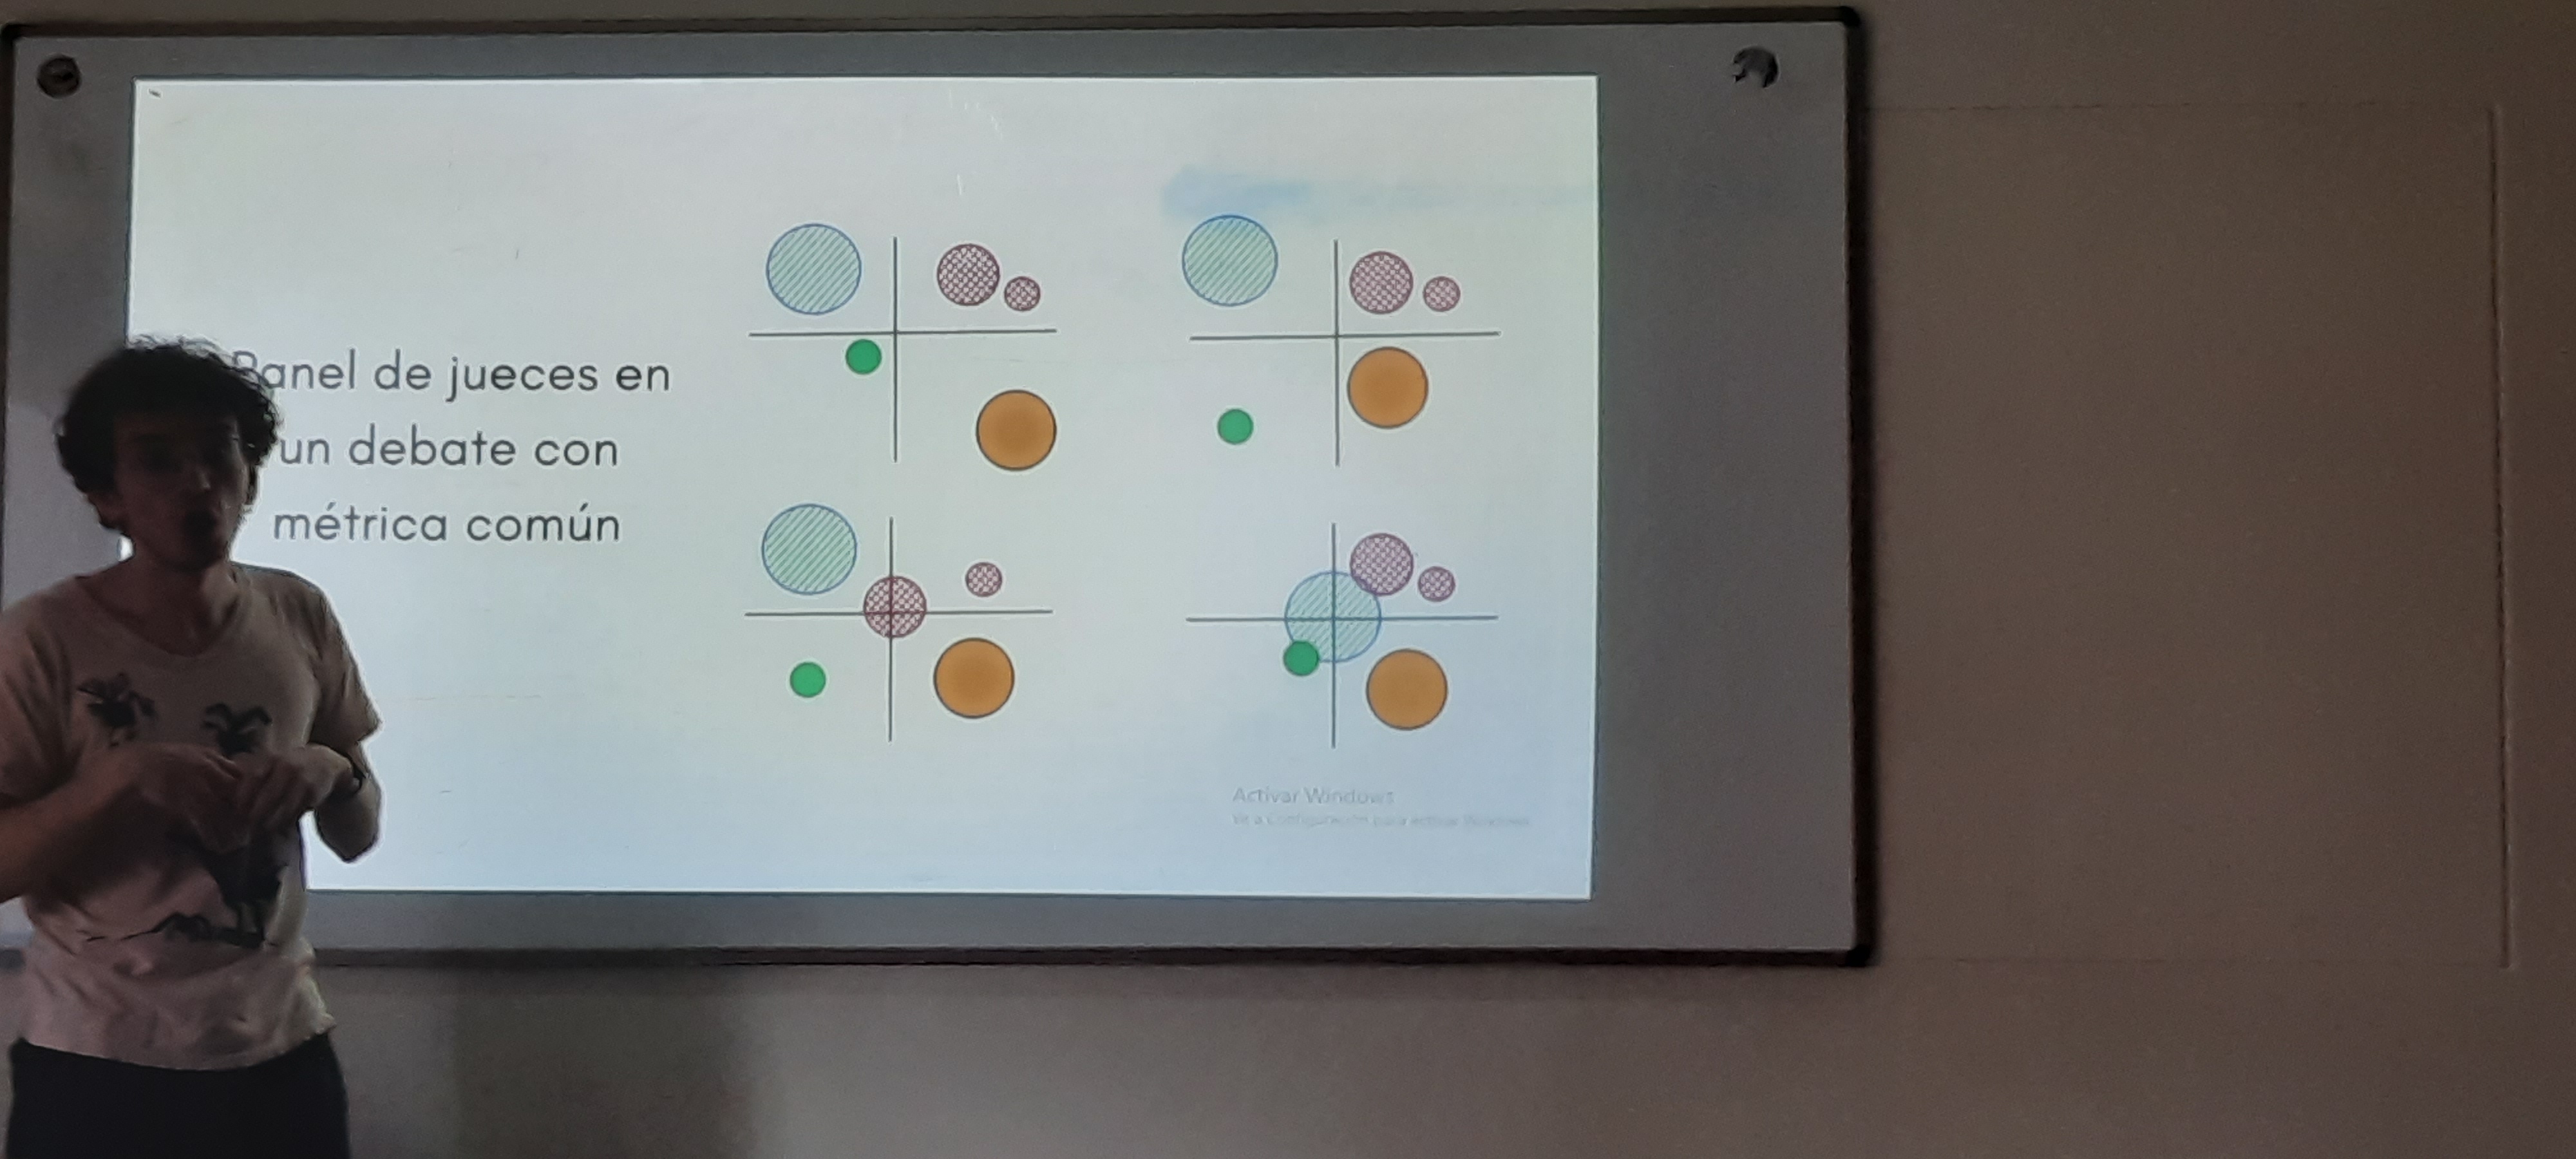 Panel de jueces en
un debate con
métrica común
Activar Windows
Ve a Configuración para activar Windows.